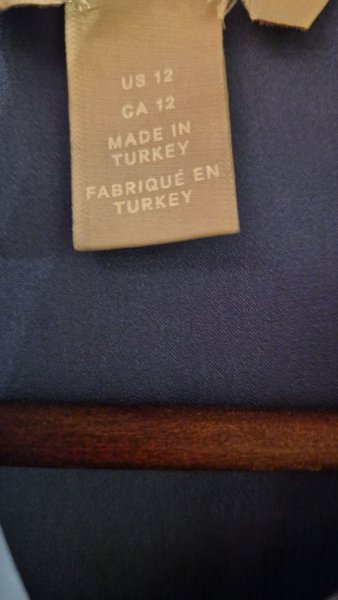 US 12
CA 12
MADE IN
TURKEY
FABRIQUÉ EN
TURKEY